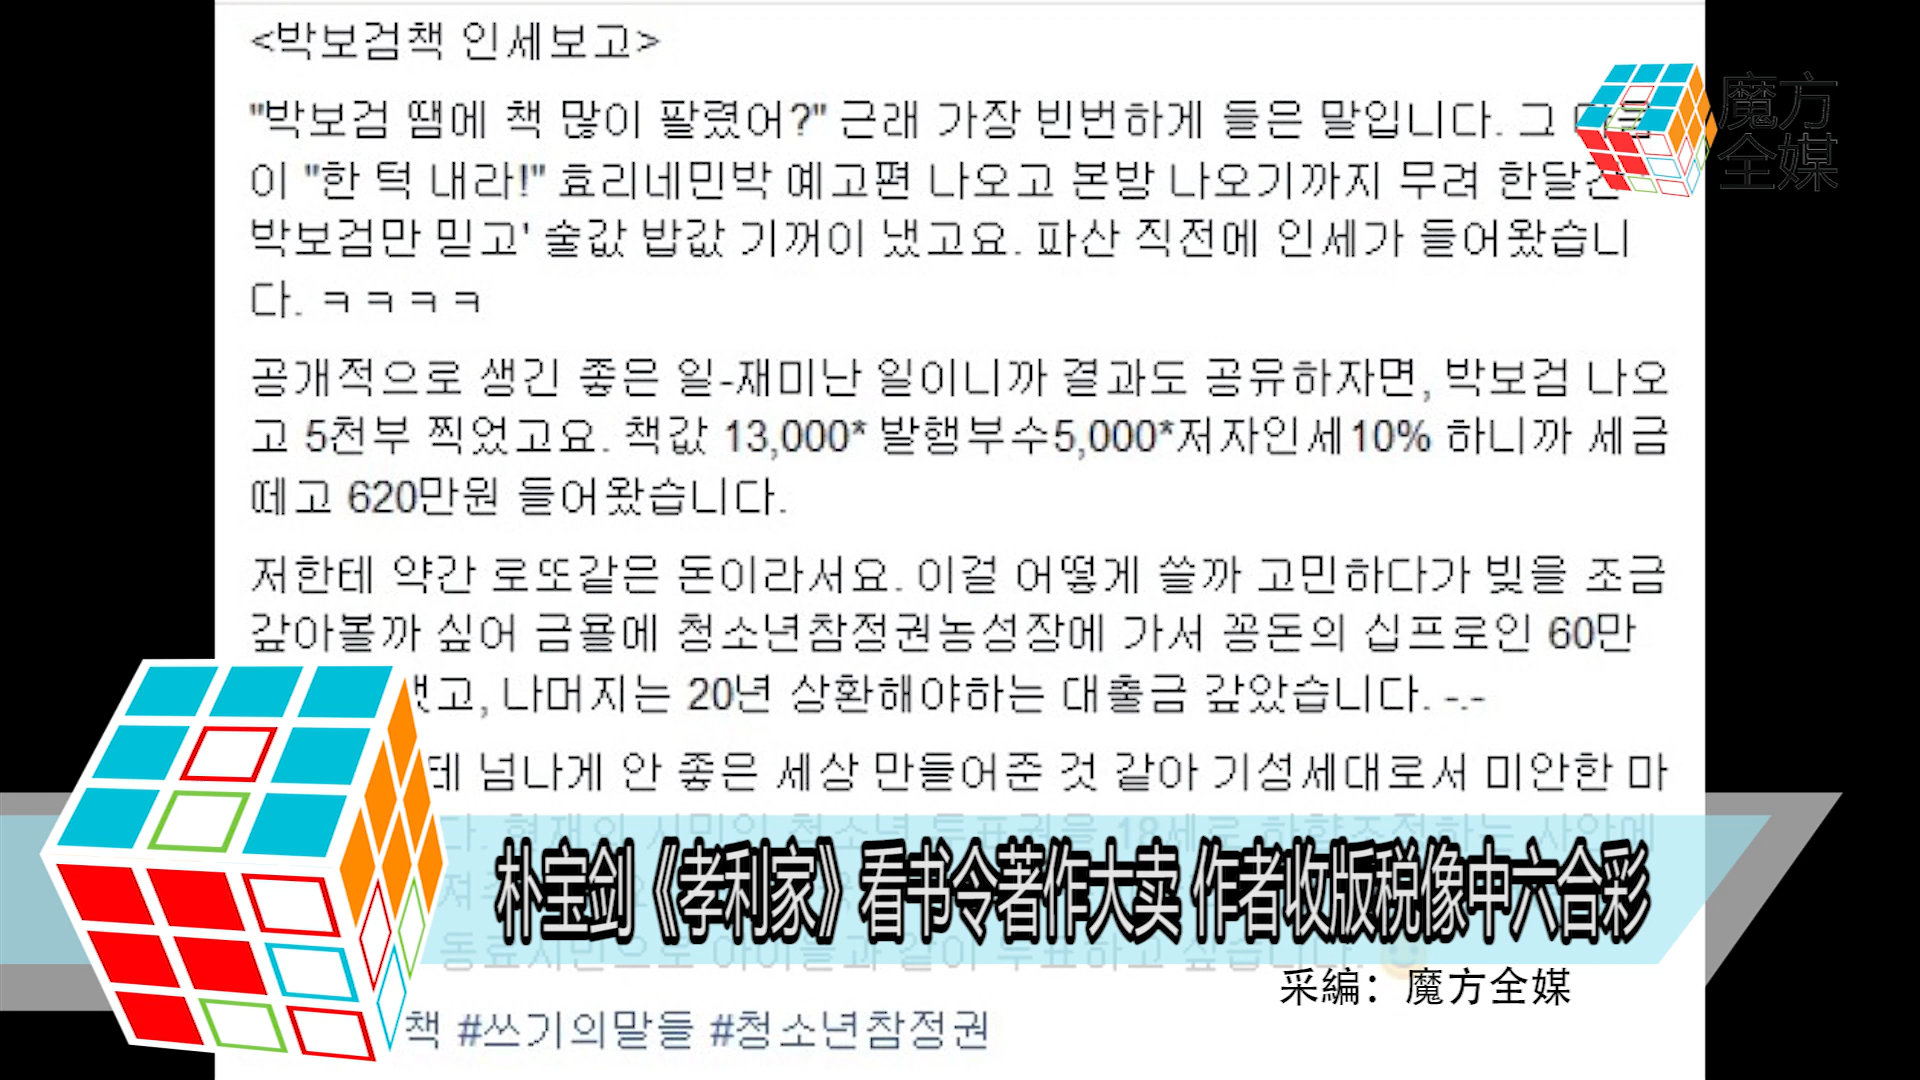 <박보검책 인세보고>
"박보검 땜에 책 많이 팔렸어?" 근래 가장 빈번하게 들은 말입니다. 그
이 "한 턱 내라!" 효리네민박 예고편 나오고 본방 나오기까지 무려 한달간
박보검만 믿고' 술값 밥값 기꺼이 냈고요. 파산 직전에 인세가 들어왔습니
다. ㅋㅋㅋㅋ
공개적으로 생긴 좋은 일-재미난 일이니까 결과도 공유하자면, 박보검 나오
고 5천부 찍었고요. 책값 13,000* 발행부수5,000*저자인세10% 하니까 세금
떼고 620만원 들어왔습니다.
저한테 약간 로또같은 돈이라서요. 이걸 어떻게 쓸까 고민하다가 빚을 조금
갚아볼까 싶어 금욜에 청소년참정권농성장에 가서 꽁돈의 십프로인 60만
나머지는 20년 상환해야하는 대출금 갚았습니다. -.-
넘나게 안 좋은 세상 만들어준 것 같아 기성세대로서 미안한 마
朴宝剑《孝利家》看书令著作大卖 作者收版税像中六合彩
采編：魔方全媒
책 #쓰기의말들 #청소년참정권
魔方
全媒